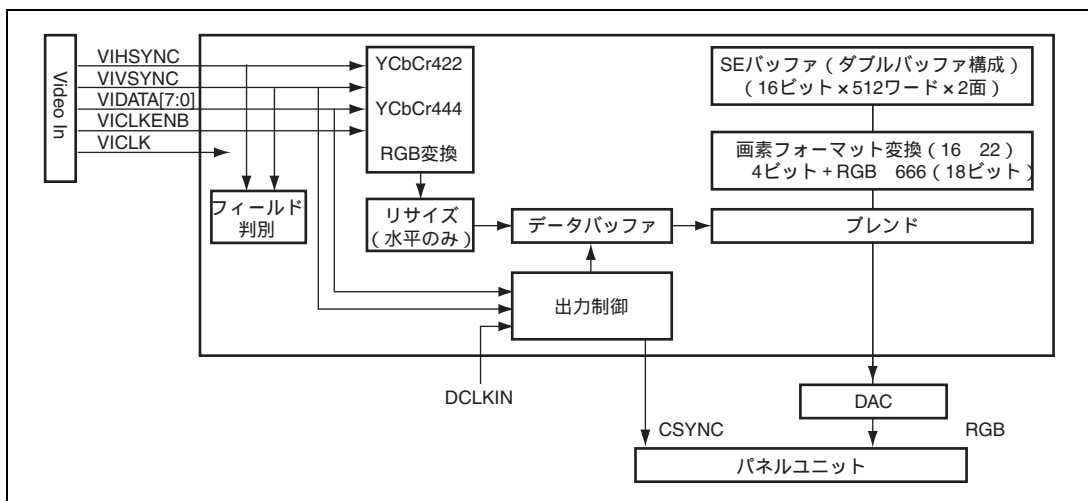 Video In
VIHSYNC
VIVSYNC
VIDATA[7:0]
VICLKENB
VICLK
YCbCr422
YCbCr444
RGB変換
SEバッファ(ダブルバッファ構成)
(16ビット×512ワード×2面)
画素フォーマット変換(16 22)
4ビット+RGB 666(18ビット)
フィールド
判別
リサイズ
(水平のみ)
データバッファ
ブレンド
出力制御
DCLKIN
DAC
CSYNC
RGB
パネルユニット